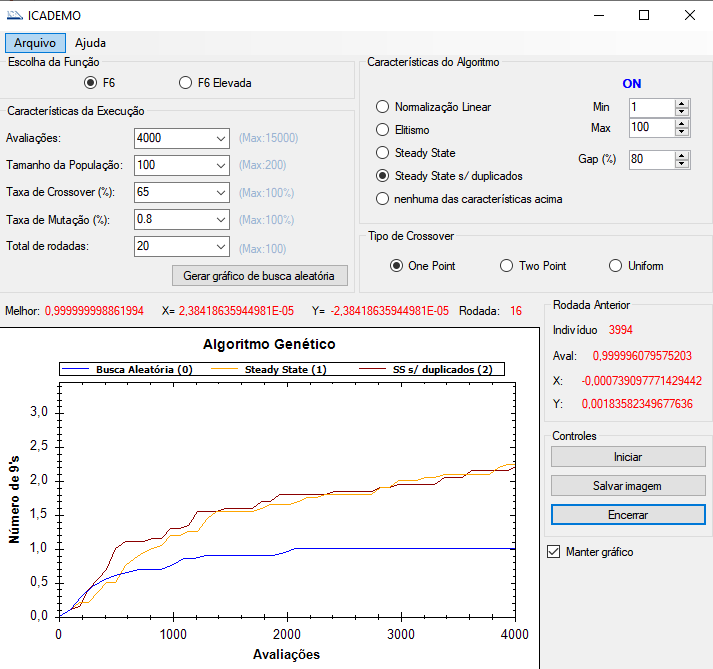 ICADEMO
Arquivo Ajuda
Escolha da Função
F6 F6 Elevada
Características da Execução
Avaliações: 4000 (Max:15000)
Tamanho da População: 100 (Max:200)
Taxa de Crossover (%): 65 (Max:100%)
Taxa de Mutação (%): 0.8 (Max:100%)
Total de rodadas: 20 (Max:100)
Gerar gráfico de busca aleatória
Características do Algoritmo
ON
Normalização Linear
Elitismo
Steady State
Steady State s/ duplicados
nenhuma das características acima
Min 1
Max 100
Gap (%) 80
Tipo de Crossover
One Point Two Point Uniform
Melhor: 0,999999998861994 X= 2,38418635944981E-05 Y= -2,38418635944981E-05 Rodada: 16
Algoritmo Genético
Busca Aleatória (0) Steady State (1) SS s/ duplicados (2)
Número de 9's
3,0
2,5
2,0
1,5
1,0
0,5
0,0
0 1000 2000 3000 4000
Avaliações
Rodada Anterior
Indivíduo 3994
Aval: 0,999996079575203
X: -0,000739097771429442
Y: 0,00183582349677636
Controles
Iniciar
Salvar imagem
Encerrar
Manter gráfico